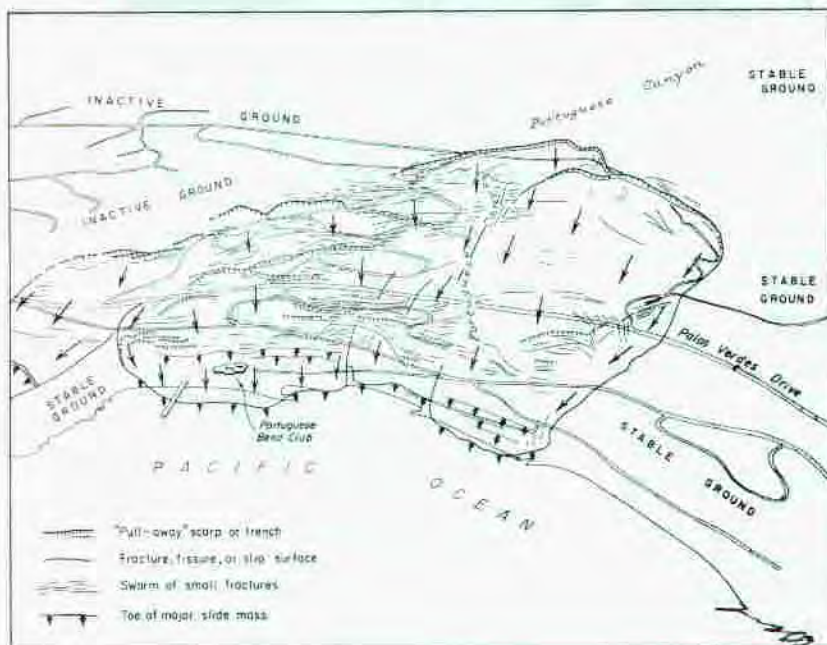 INACTIVE
GROUND
Portuguese Canyon
STABLE
GROUND
INACTIVE GROUND
STABLE
GROUND
Palos Verdes Drive
STABLE
GROUND
Portuguese
Bend Club
STABLE
GROUND
PACIFIC
OCEAN
"Pull-away" scarp or trench
Fracture, fissure, or slip surface
Swarm of small fractures
Toe of major slide mass